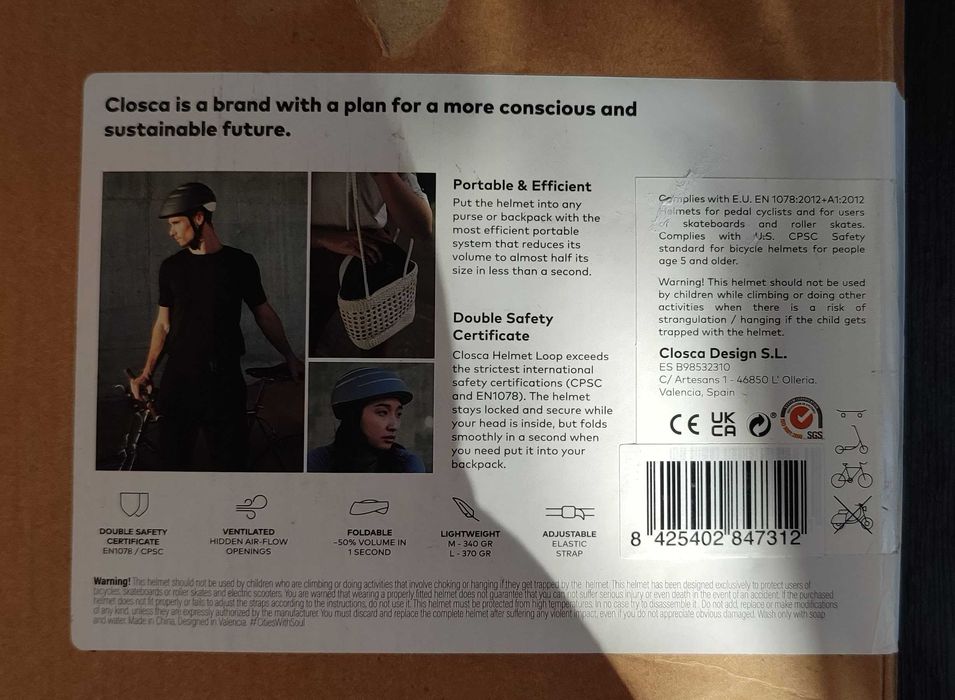 Closca is a brand with a plan for a more conscious and
sustainable future.
Portable & Efficient
Put the helmet into any
purse or backpack with the
most efficient portable
system that reduces its
volume to almost half its
size in less than a second.
Double Safety
Certificate
Closca Helmet Loop exceeds
the strictest international
safety certifications (CPSC
and EN1078). The helmet
stays locked and secure while
your head is inside, but folds
smoothly in a second when
you need put it into your
backpack.
Complies with E.U. EN 1078:2012+A1:2012
Helmets for pedal cyclists and for users
of skateboards and roller skates.
Complies with U.S. CPSC Safety
standard for bicycle helmets for people
age 5 and older.
Warning! This helmet should not be used
by children while climbing or doing other
activities when there is a risk of
strangulation / hanging if the child gets
trapped with the helmet.
Closca Design S.L.
ES B98532310
C/ Artesans 1 - 46850 L' Olleria.
Valencia, Spain
CE UK
CA
SGS
8 425402 847312
DOUBLE SAFETY
CERTIFICATE
EN1078 / CPSC
VENTILATED
HIDDEN AIR-FLOW
OPENINGS
FOLDABLE
-50% VOLUME IN
1 SECOND
LIGHTWEIGHT
M - 340 GR
L - 370 GR
ADJUSTABLE
ELASTIC
STRAP
Warning! This helmet should not be used by children who are climbing or doing activities that involve choking or hanging if they get trapped by the helmet. This helmet has been designed exclusively to protect users of
bicycles, skateboards or roller skates and electric scooters. You are warned that wearing a properly fitted helmet does not guarantee that you cannot suffer serious injury or even death in the event of an accident. If the purchased
helmet does not fit properly or fails to adjust the straps according to the instructions, do not use it. This helmet must be protected from high temperatures. In no case try to disassemble it. Do not add, replace or make modifications
of any kind, unless they are expressly authorized by the manufacturer. You must discard and replace the complete helmet after suffering any violent impact, even if you do not appreciate obvious damaged. Wash only with soap
and water. Made in China. Designed in Valencia. #CitiesWithSoul